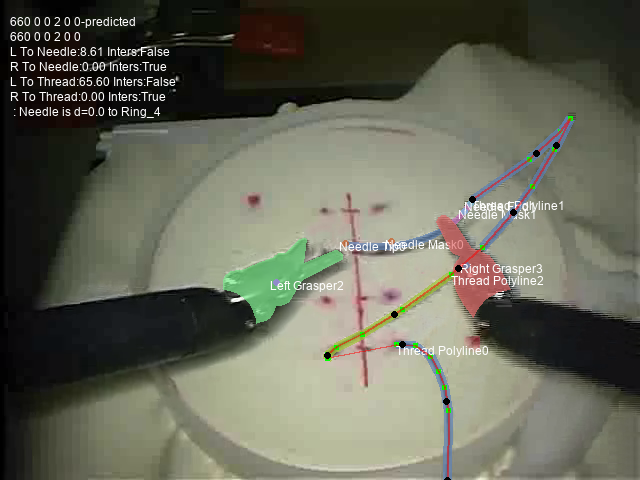 660 0 0 2 0 0-predicted
660 0 0 2 0 0
L To Needle:8.61 Inters:False
R To Needle:0.00 Inters:True
L To Thread:65.60 Inters:False
R To Thread:0.00 Inters:True
: Needle is d=0.0 to Ring_4
Polyline1
Needle Mask1
Needle Tip
Needle Mask0
Right Grasper3
Thread Polyline2
Left Grasper2
Thread Polyline0